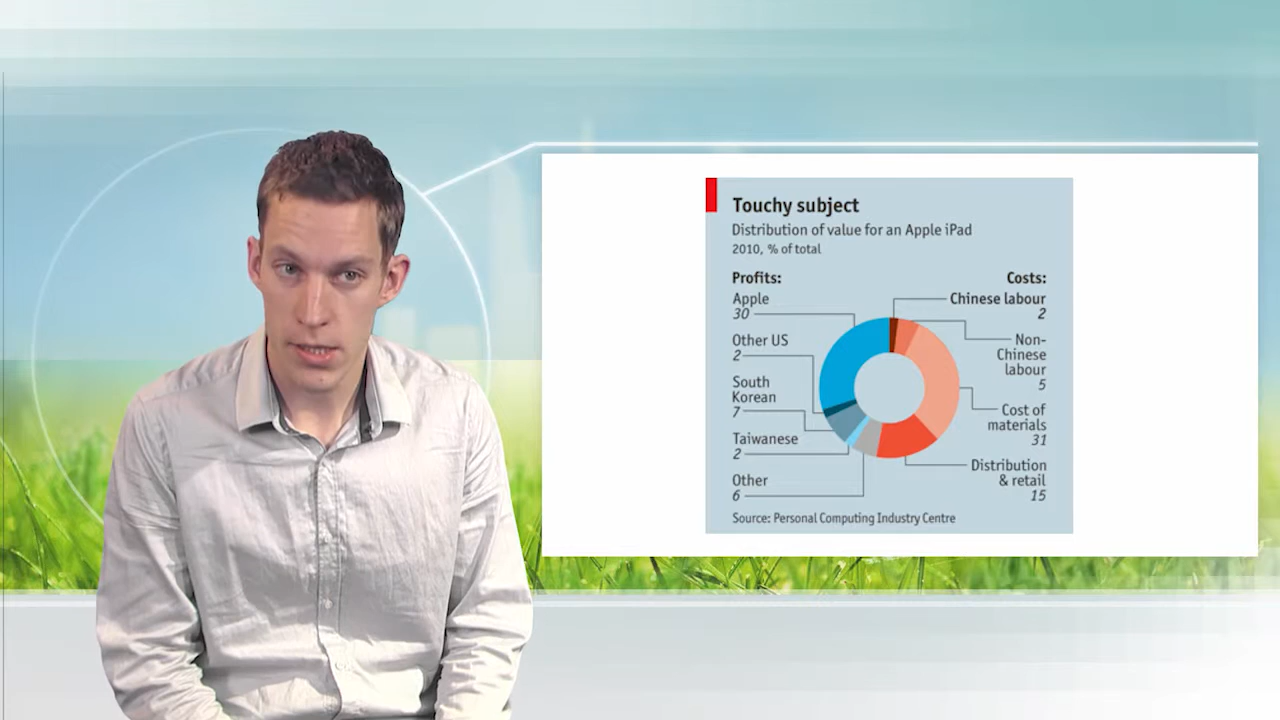 Touchy subject
Distribution of value for an Apple iPad
2010, % of total
Profits:
Apple
30
Other US
2
South
Korean
7
Taiwanese
2
Other
6
Costs:
Chinese labour
2
Non-
Chinese
labour
5
Cost of
materials
31
Distribution
& retail
15
Source: Personal Computing Industry Centre